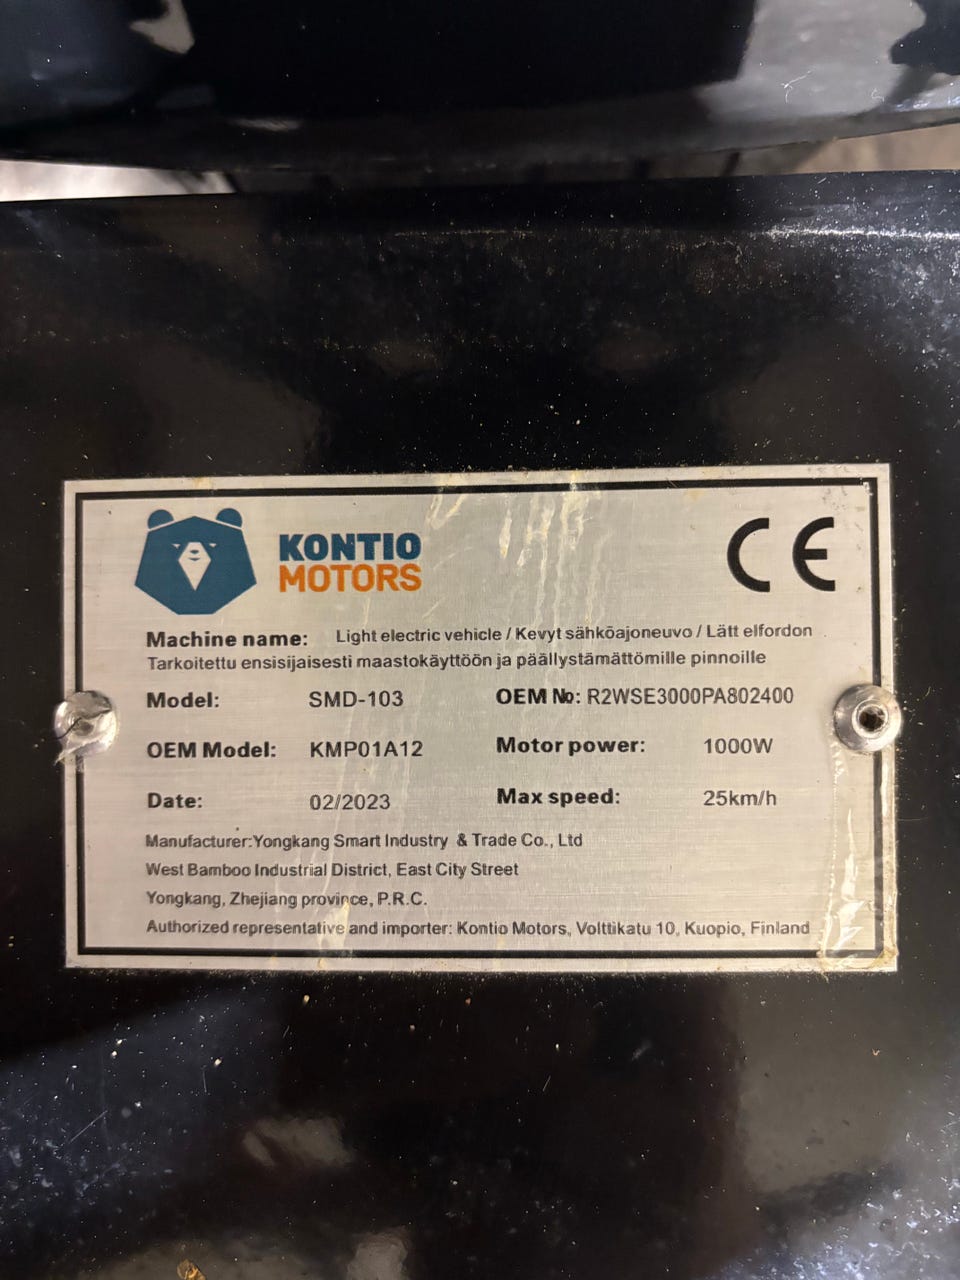 KONTIO
MOTORS
CE
Machine name: Light electric vehicle / Kevyt sähköajoneuvo / Lätt elfordon
Tarkoitettu ensisijaisesti maastokäyttöön ja päällystämättömille pinnoille
Model: SMD-103 OEM No: R2WSE3000PA802400
OEM Model: KMP01A12 Motor power: 1000W
Date: 02/2023 Max speed: 25km/h
Manufacturer:Yongkang Smart Industry & Trade Co., Ltd
West Bamboo Industrial District, East City Street
Yongkang, Zhejiang province, P.R.C.
Authorized representative and importer: Kontio Motors, Volttikatu 10, Kuopio, Finland